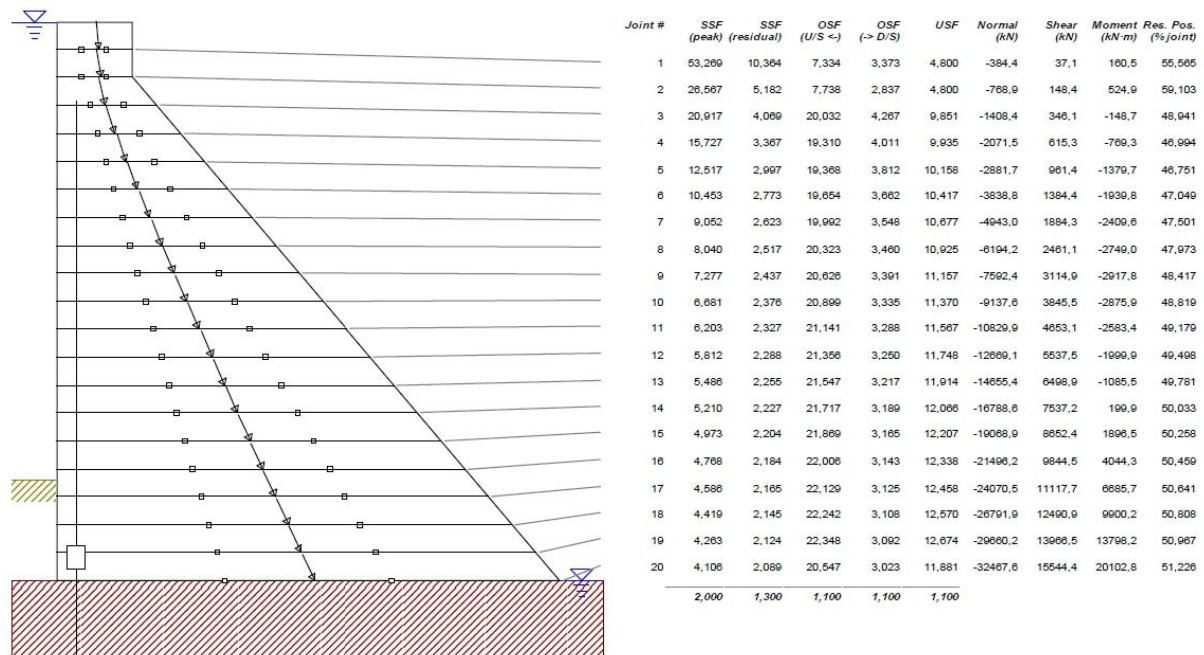 Joint # SSF SSF OSF OSF USF Normal Shear Moment Res. Pos.
(peak) (residual) (U/S <-) (-> D/S) (kN) (kN) (kN·m) (% joint)
1 53,269 10,364 7,334 3,373 4,800 -384,4 37,1 160,5 55,565
2 26,567 5,182 7,738 2,837 4,800 -768,9 148,4 524,9 59,103
3 20,917 4,069 20,032 4,267 9,851 -1408,4 346,1 -148,7 48,941
4 15,727 3,367 19,310 4,011 9,935 -2071,5 615,3 -769,3 46,994
5 12,517 2,997 19,368 3,812 10,158 -2881,7 961,4 -1379,7 46,751
6 10,453 2,773 19,654 3,662 10,417 -3838,8 1384,4 -1939,8 47,049
7 9,052 2,623 19,992 3,548 10,677 -4943,0 1884,3 -2409,6 47,501
8 8,040 2,517 20,323 3,460 10,925 -6194,2 2461,1 -2749,0 47,973
9 7,277 2,437 20,626 3,391 11,157 -7592,4 3114,9 -2917,8 48,417
10 6,681 2,376 20,899 3,335 11,370 -9137,6 3845,5 -2875,9 48,819
11 6,203 2,327 21,141 3,288 11,567 -10829,9 4653,1 -2583,4 49,179
12 5,812 2,288 21,356 3,250 11,748 -12669,1 5537,5 -1999,9 49,498
13 5,486 2,255 21,547 3,217 11,914 -14655,4 6498,9 -1085,5 49,781
14 5,210 2,227 21,717 3,189 12,066 -16788,6 7537,2 199,9 50,033
15 4,973 2,204 21,869 3,165 12,207 -19068,9 8652,4 1896,5 50,258
16 4,768 2,184 22,006 3,143 12,338 -21496,2 9844,5 4044,3 50,459
17 4,586 2,165 22,129 3,125 12,458 -24070,5 11117,7 6685,7 50,641
18 4,419 2,145 22,242 3,108 12,570 -26791,9 12490,9 9900,2 50,808
19 4,263 2,124 22,348 3,092 12,674 -29660,2 13966,5 13798,2 50,967
20 4,106 2,089 20,547 3,023 11,881 -32467,6 15544,4 20102,8 51,226
2,000 1,300 1,100 1,100 1,100